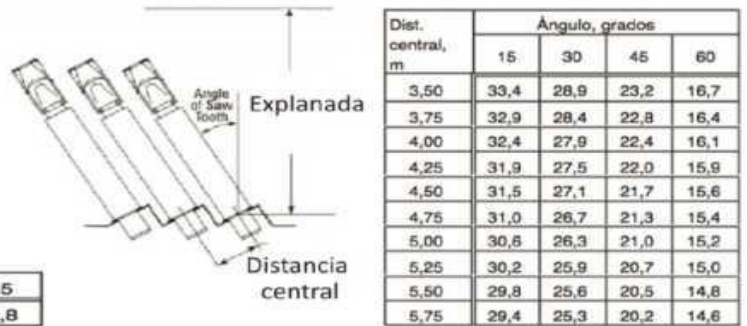 Angle
of Saw
Tooth
Explanada
Distancia
central
5
,8
Dist.
central,
m
Ángulo, grados
15 30 45 60
3,50 33,4 28,9 23,2 16,7
3,75 32,9 28,4 22,8 16,4
4,00 32,4 27,9 22,4 16,1
4,25 31,9 27,5 22,0 15,9
4,50 31,5 27,1 21,7 15,6
4,75 31,0 26,7 21,3 15,4
5,00 30,6 26,3 21,0 15,2
5,25 30,2 25,9 20,7 15,0
5,50 29,8 25,6 20,5 14,8
5,75 29,4 25,3 20,2 14,6